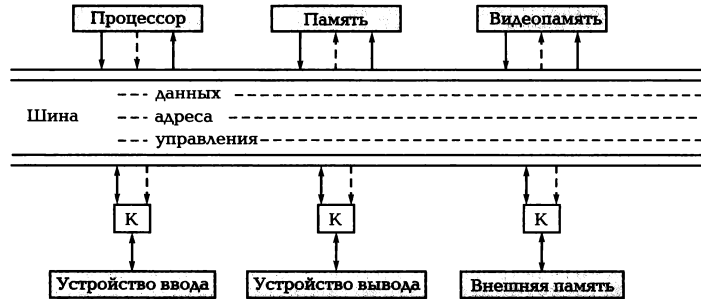 Процессор
Память
Видеопамять
Шина
данных
адреса
управления
К
К
К
Устройство ввода
Устройство вывода
Внешняя память